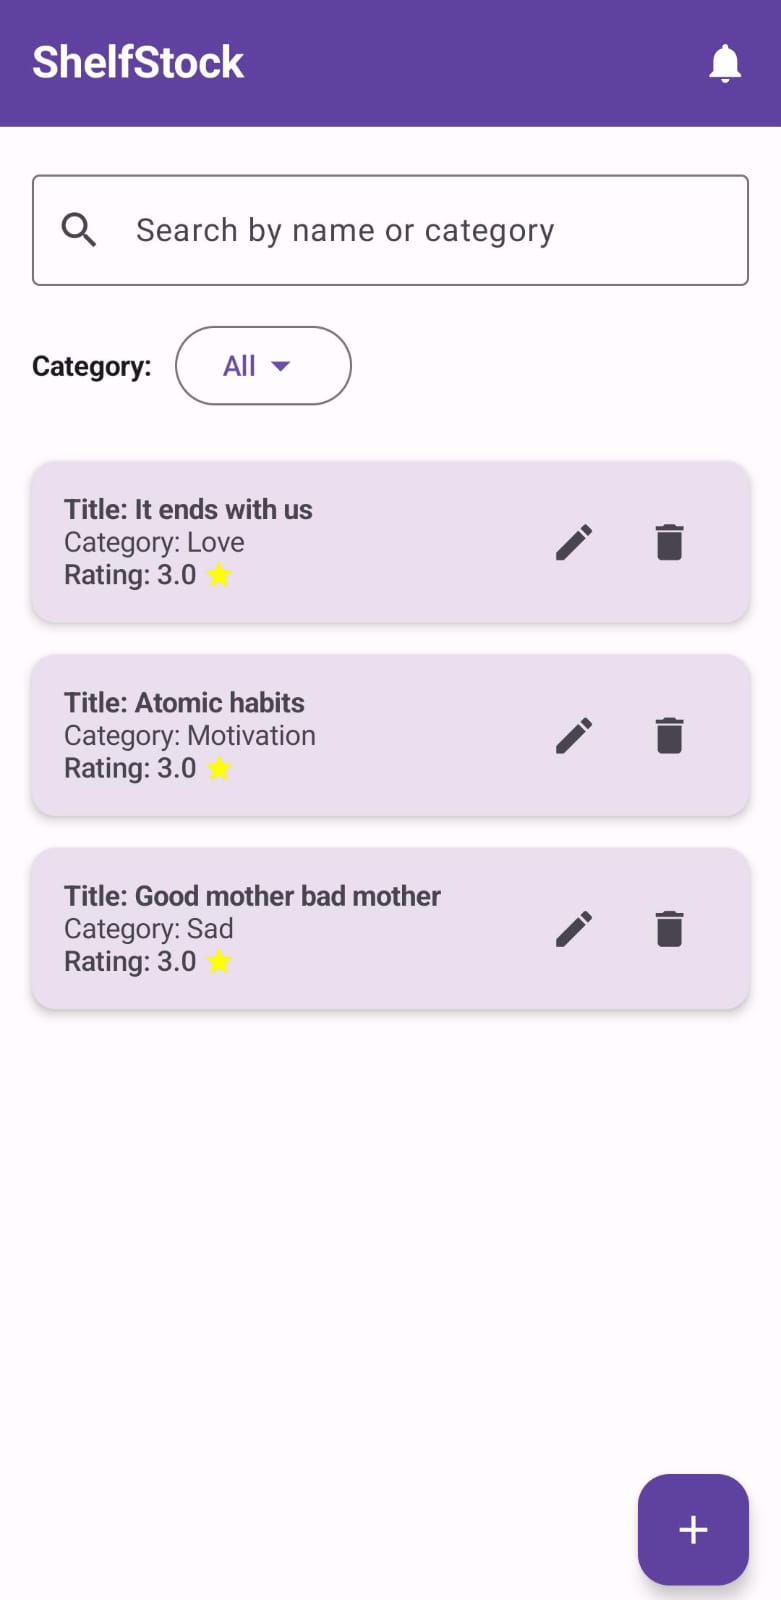 ShelfStock
Search by name or category
Category: All
Title: It ends with us
Category: Love
Rating: 3.0
Title: Atomic habits
Category: Motivation
Rating: 3.0
Title: Good mother bad mother
Category: Sad
Rating: 3.0